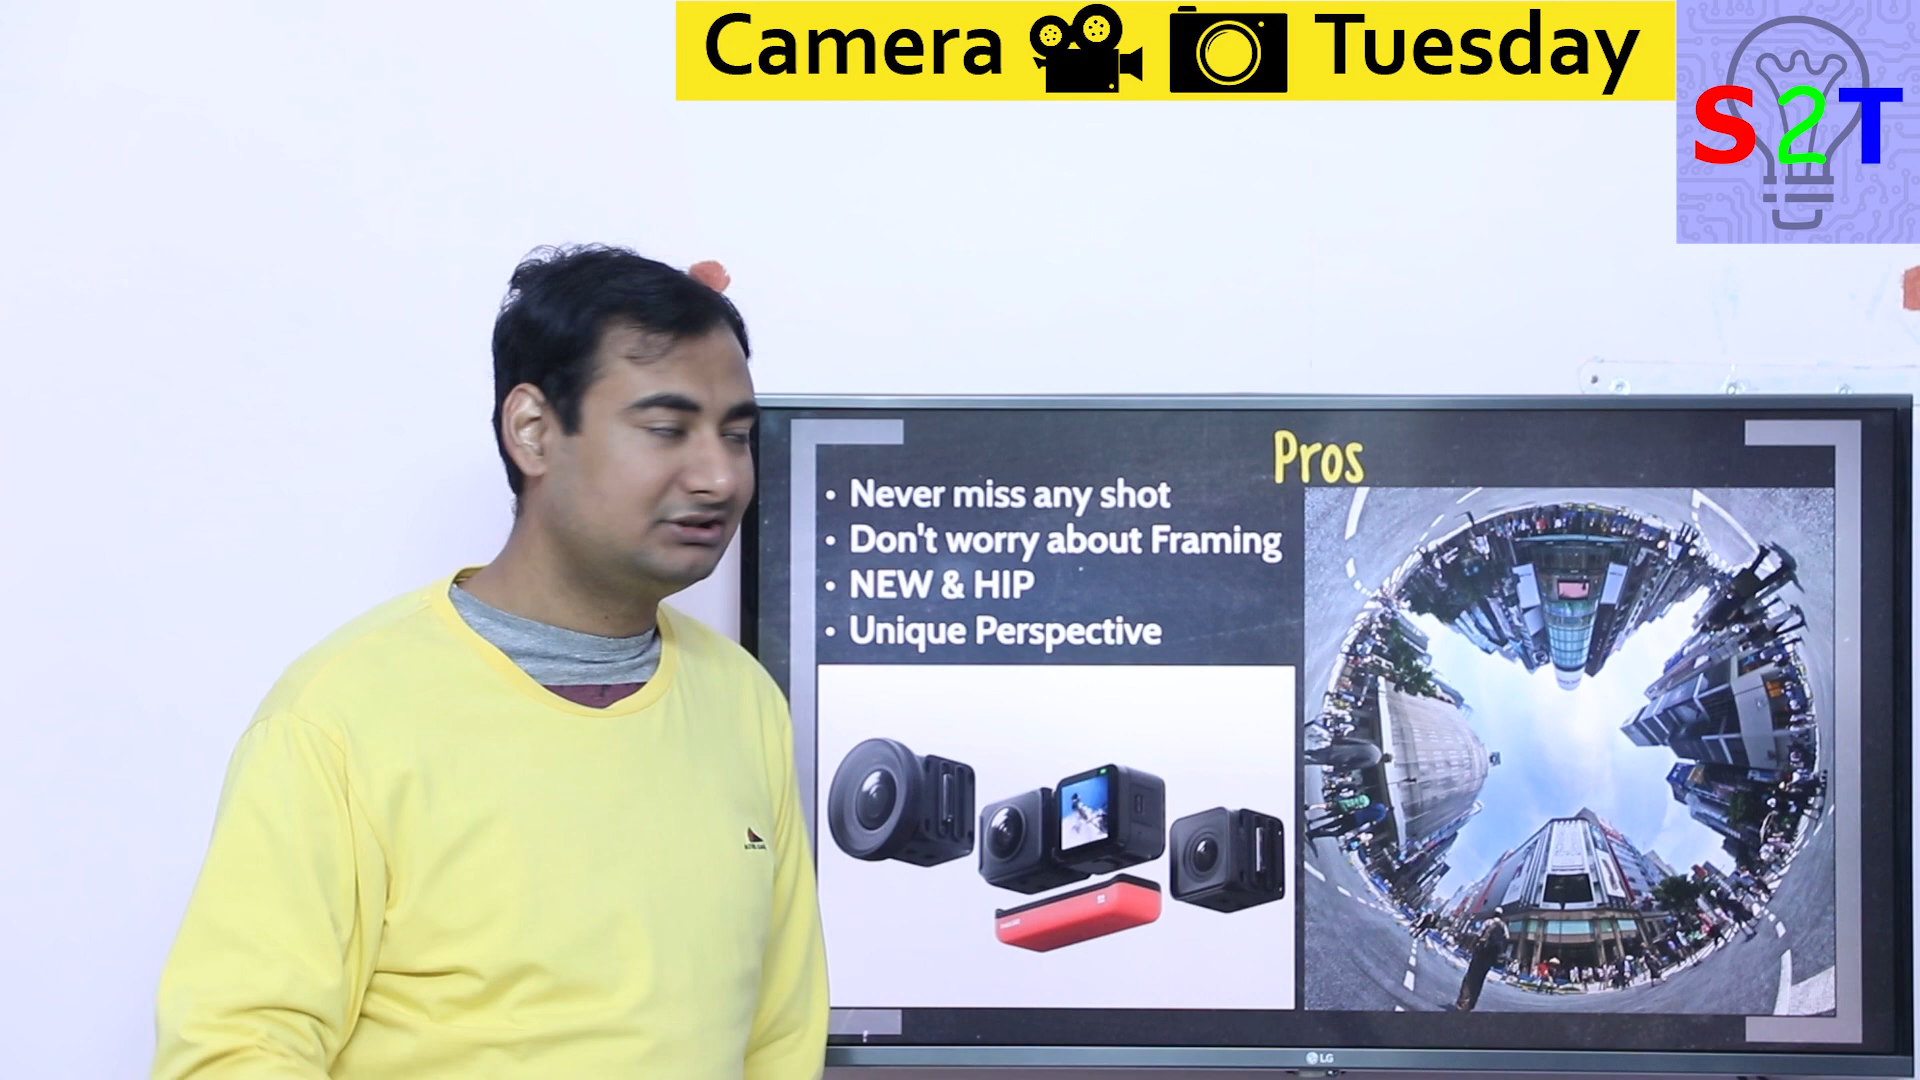 Camera Tuesday
S2T
Pros
• Never miss any shot
• Don't worry about Framing
• NEW & HIP
• Unique Perspective
LG